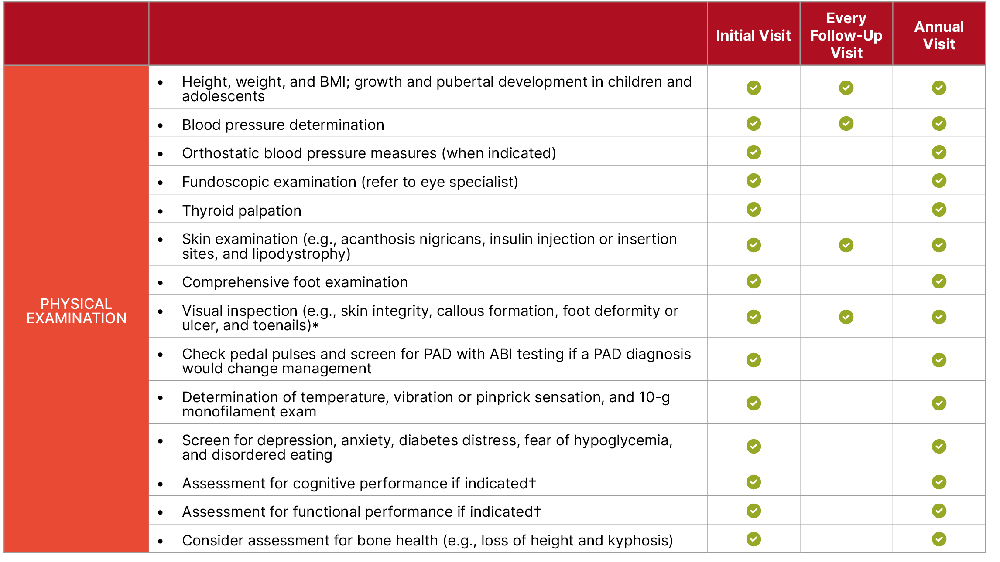 Initial Visit
Every
Follow-Up
Visit
Annual
Visit
PHYSICAL
EXAMINATION
• Height, weight, and BMI; growth and pubertal development in children and
adolescents
• Blood pressure determination
• Orthostatic blood pressure measures (when indicated)
• Fundoscopic examination (refer to eye specialist)
• Thyroid palpation
• Skin examination (e.g., acanthosis nigricans, insulin injection or insertion
sites, and lipodystrophy)
• Comprehensive foot examination
• Visual inspection (e.g., skin integrity, callous formation, foot deformity or
ulcer, and toenails)*
• Check pedal pulses and screen for PAD with ABI testing if a PAD diagnosis
would change management
• Determination of temperature, vibration or pinprick sensation, and 10-g
monofilament exam
• Screen for depression, anxiety, diabetes distress, fear of hypoglycemia,
and disordered eating
• Assessment for cognitive performance if indicated†
• Assessment for functional performance if indicated†
• Consider assessment for bone health (e.g., loss of height and kyphosis)